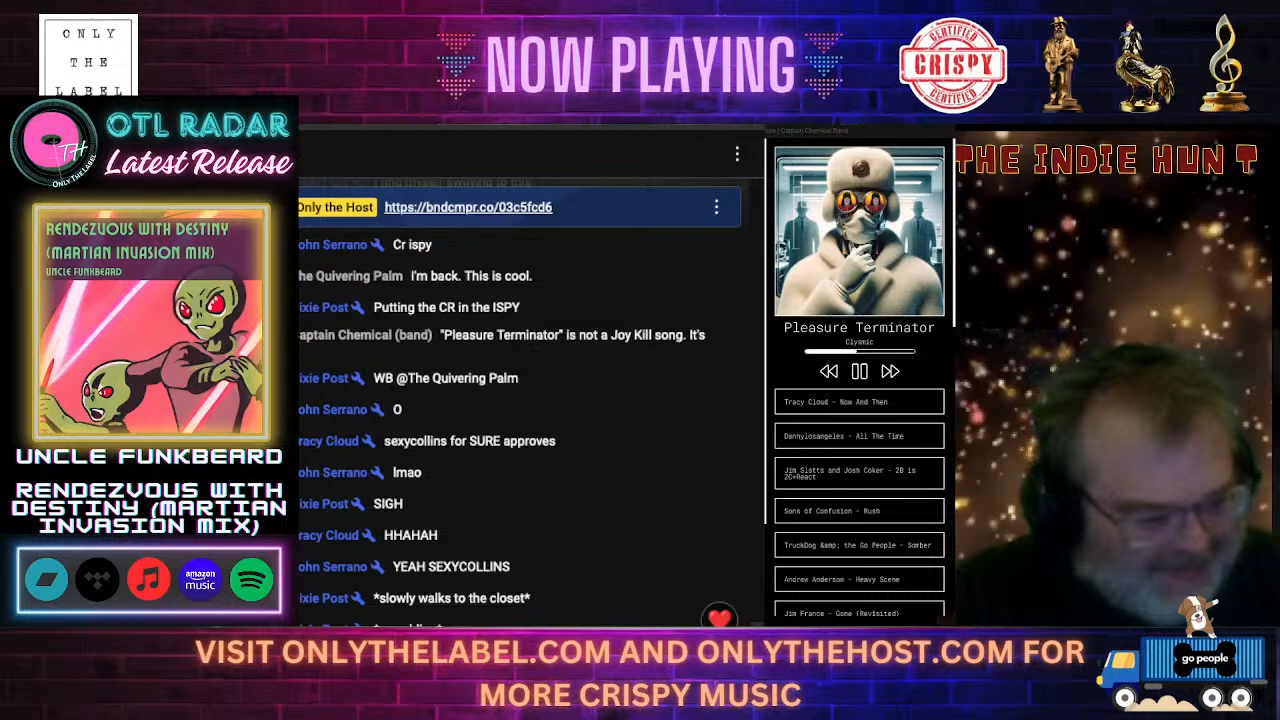 ONLY
THE
LABEL
NOW PLAYING
CERTIFIED
CRISPY
CERTIFIED
OTL RADAR
Latest Release
OTH
ONLYTHELABEL
RENDEZVOUS WITH DESTINY
(MARTIAN INVASION MIX)
UNCLE FUNKBEARD
UNCLE FUNKBEARD
RENDEZVOUS WITH
DESTINY (MARTIAN
INVASION MIX)
amazon
music
Only the Host https://bndcmpr.co/03c5fcd6
ohn Serrano Cr ispy
he Quivering Palm I'm back. This is cool.
ixie Post Putting the CR in the ISPY
aptain Chemical (band) "Pleasure Terminator" is not a Joy Kill song. It's
ixie Post WB @The Quivering Palm
ohn Serrano O
racy Cloud sexycollins for SURE approves
ohn Serrano lmao
ixie Post SIGH
racy Cloud HHAHAH
ohn Serrano YEAH SEXYCOLLINS
ixie Post *slowly walks to the closet*
Captain Chemical Band
Pleasure Terminator
Clysmic
Tracy Cloud - Now And Then
Dannylosangeles - All The Time
Jim Slatts and Josh Coker - 2B is
2C+React
Sons of Confusion - Rush
TruckDog &amp; the Go People - Somber
Andrew Anderson - Heavy Scene
Jim France - Gone (Revisited)
THE INDIE HUNT
VISIT ONLYTHELABEL.COM AND ONLYTHEHOST.COM FOR
MORE CRISPY MUSIC
go people